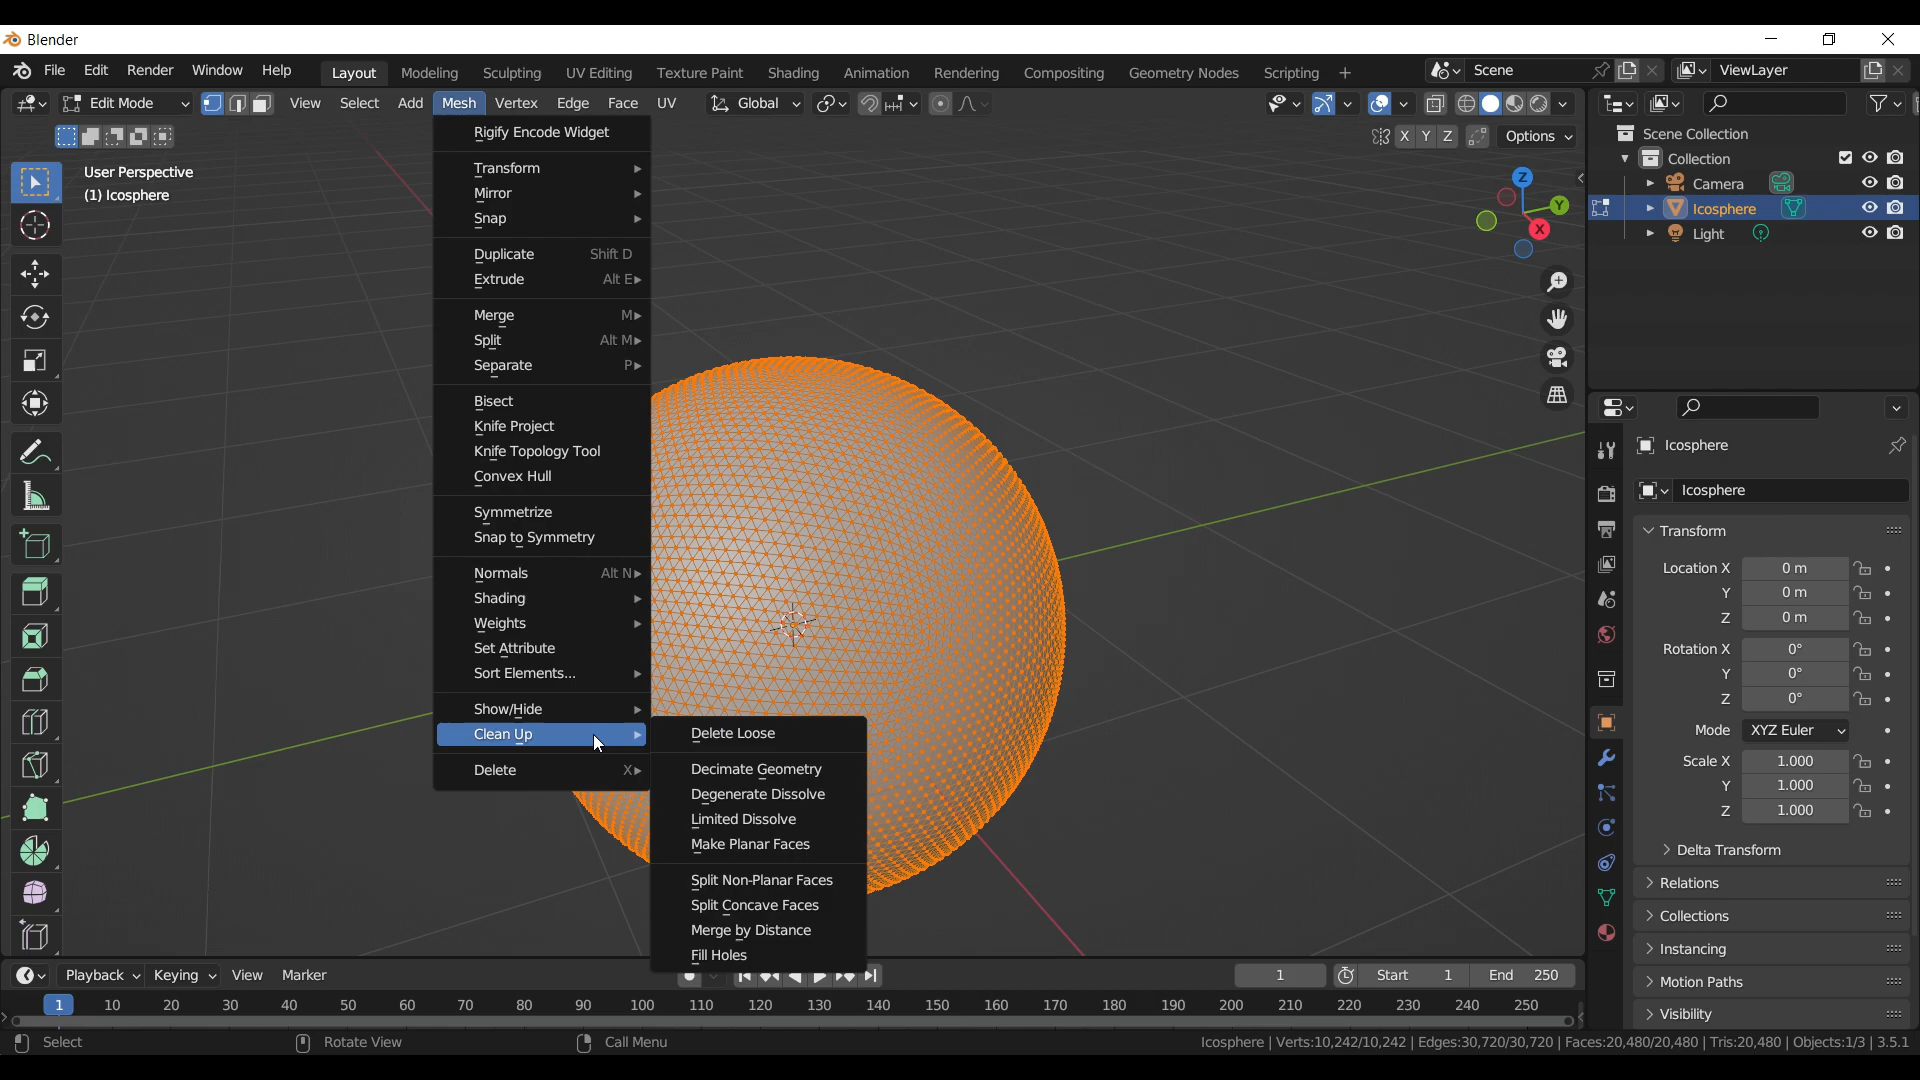 Blender
File Edit Render Window Help Layout Modeling Sculpting UV Editing Texture Paint Shading Animation Rendering Compositing Geometry Nodes Scripting + Scene ViewLayer
Edit Mode View Select Add Mesh Vertex Edge Face UV Global
X Y Z Options
User Perspective
(1) Icosphere
Rigify Encode Widget
Transform
Mirror
Snap
Duplicate Shift D
Extrude Alt E
Merge M
Split Alt M
Separate P
Bisect
Knife Project
Knife Topology Tool
Convex Hull
Symmetrize
Snap to Symmetry
Normals Alt N
Shading
Weights
Set Attribute
Sort Elements...
Show/Hide
Clean Up
Delete X
Delete Loose
Decimate Geometry
Degenerate Dissolve
Limited Dissolve
Make Planar Faces
Split Non-Planar Faces
Split Concave Faces
Merge by Distance
Fill Holes
Z
Y
X
Scene Collection
Collection
Camera
Icosphere
Light
Icosphere
Icosphere
Transform
Location X 0 m
Y 0 m
Z 0 m
Rotation X 0°
Y 0°
Z 0°
Mode XYZ Euler
Scale X 1.000
Y 1.000
Z 1.000
Delta Transform
Relations
Collections
Instancing
Motion Paths
Visibility
Playback Keying View Marker 1 Start 1 End 250
1 10 20 30 40 50 60 70 80 90 100 110 120 130 140 150 160 170 180 190 200 210 220 230 240 250
Select Rotate View Call Menu Icosphere | Verts:10,242/10,242 | Edges:30,720/30,720 | Faces:20,480/20,480 | Tris:20,480 | Objects:1/3 | 3.5.1